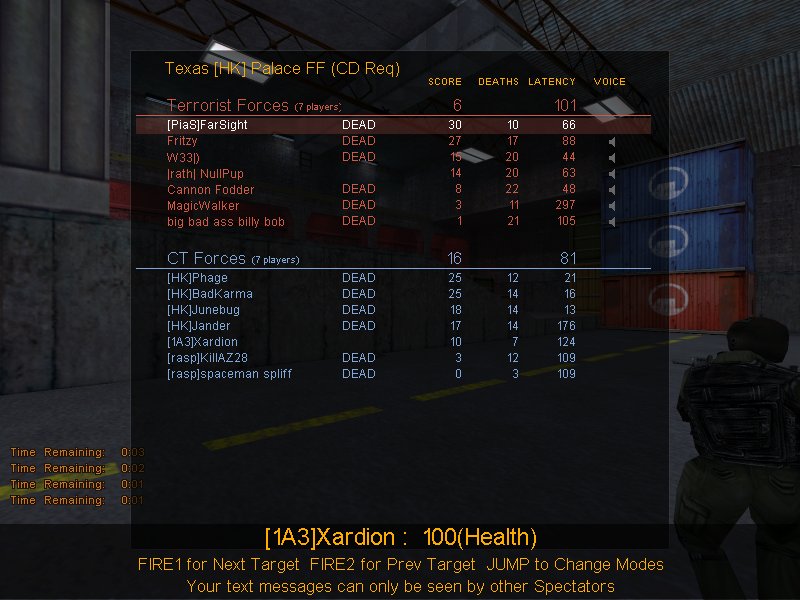 Texas [HK] Palace FF (CD Req)
SCORE DEATHS LATENCY VOICE
Terrorist Forces (7 players) 6 101
[PiaS]FarSight DEAD 30 10 66
Fritzy DEAD 27 17 88
W33|) DEAD 15 20 44
|rath| NullPup 14 20 63
Cannon Fodder DEAD 8 22 48
MagicWalker DEAD 3 11 297
big bad ass billy bob DEAD 1 21 105
CT Forces (7 players) 16 81
[HK]Phage DEAD 25 12 21
[HK]BadKarma DEAD 25 14 16
[HK]Junebug DEAD 18 14 13
[HK]Jander DEAD 17 14 176
[1A3]Xardion 10 7 124
[rasp]KillAZ28 DEAD 3 12 109
[rasp]spaceman spliff DEAD 0 3 109
Time Remaining: 0:03
Time Remaining: 0:02
Time Remaining: 0:01
Time Remaining: 0:01
[1A3]Xardion : 100(Health)
FIRE1 for Next Target FIRE2 for Prev Target JUMP to Change Modes
Your text messages can only be seen by other Spectators